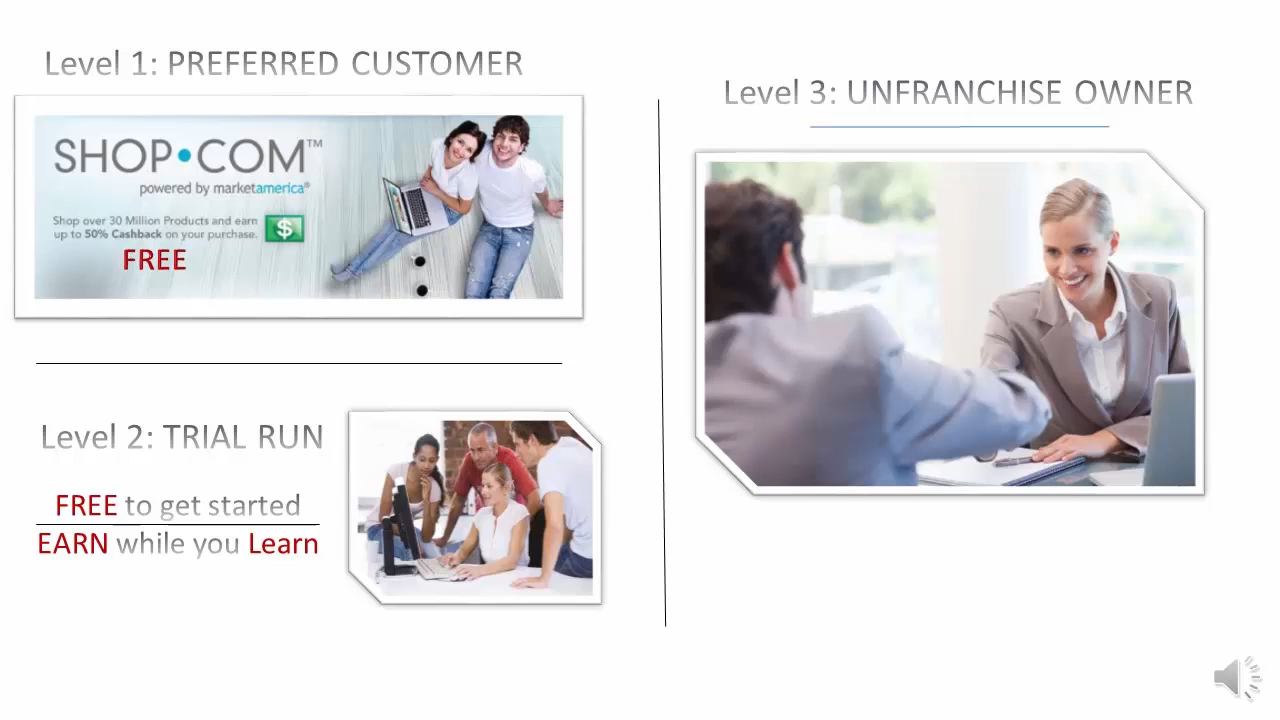 Level 1: PREFERRED CUSTOMER
SHOP•COM™
powered by marketamerica®
Shop over 30 Million Products and earn
up to 50% Cashback on your purchase.
$
FREE
Level 2: TRIAL RUN
FREE to get started
EARN while you Learn
Level 3: UNFRANCHISE OWNER